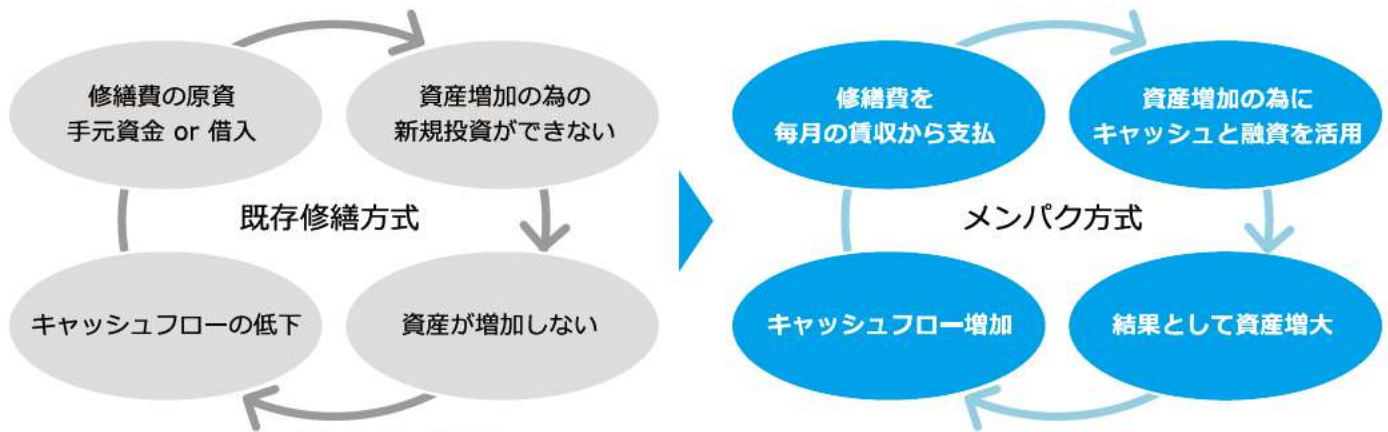 修繕費の原資
手元資金 or 借入
資産増加の為の
新規投資ができない
既存修繕方式
キャッシュフローの低下
資産が増加しない
修繕費を
毎月の賃収から支払
資産増加の為に
キャッシュと融資を活用
メンパク方式
キャッシュフロー増加
結果として資産増大